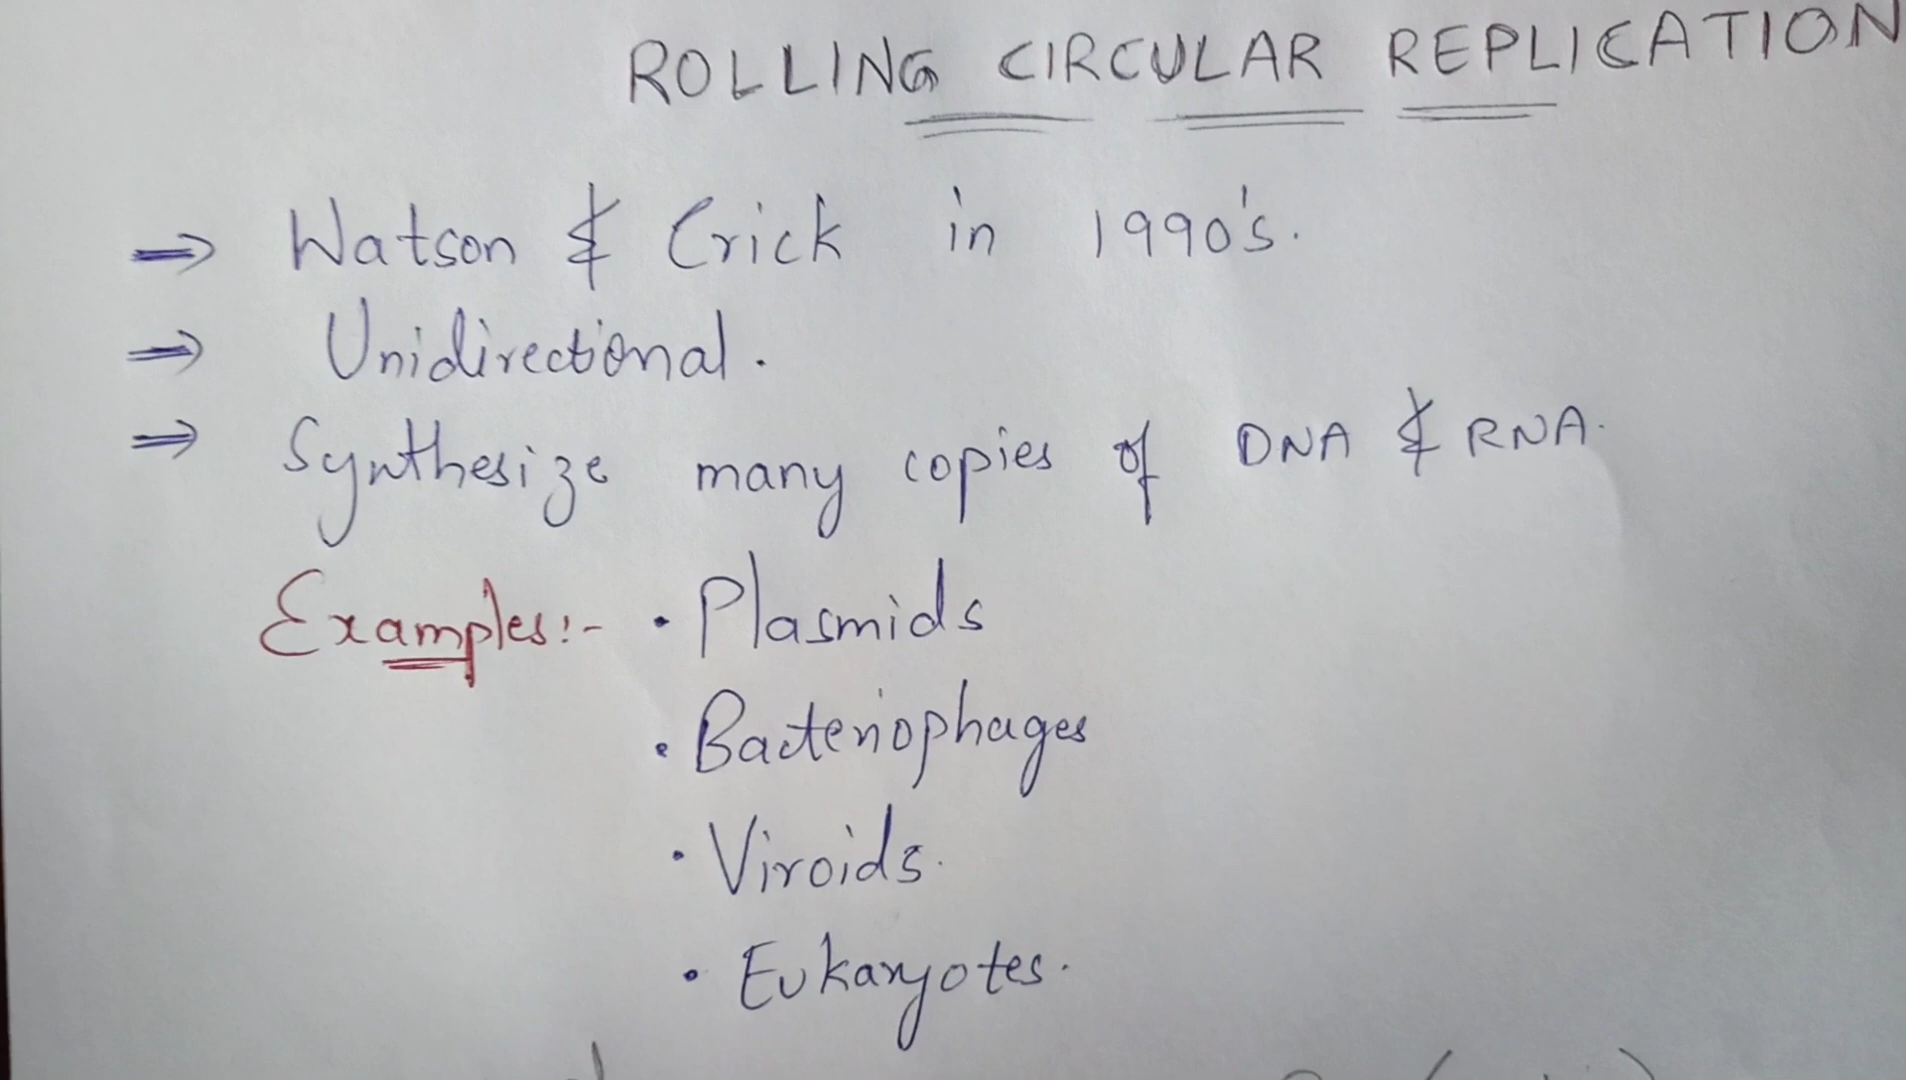 ROLLING CIRCULAR REPLICATION
⇒ Watson & Crick in 1990's.
⇒ Unidirectional.
⇒ Synthesize many copies of DNA & RNA.
Examples:- • Plasmids
• Bacteriophages
• Viroids.
• Eukaryotes.